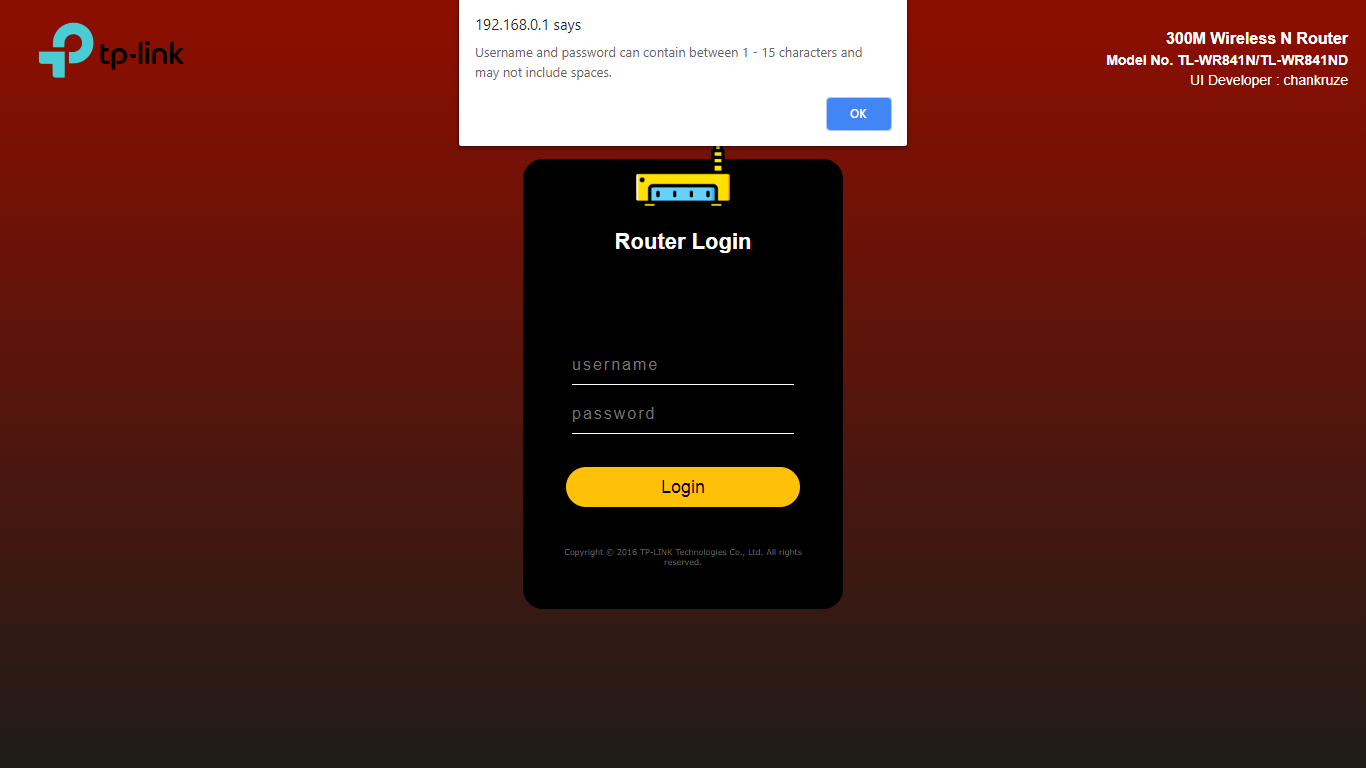 tp-link
192.168.0.1 says
Username and password can contain between 1 - 15 characters and
may not include spaces.
OK
300M Wireless N Router
Model No. TL-WR841N/TL-WR841ND
UI Developer : chankruze
Router Login
username
password
Login
Copyright © 2016 TP-LINK Technologies Co., Ltd. All rights
reserved.